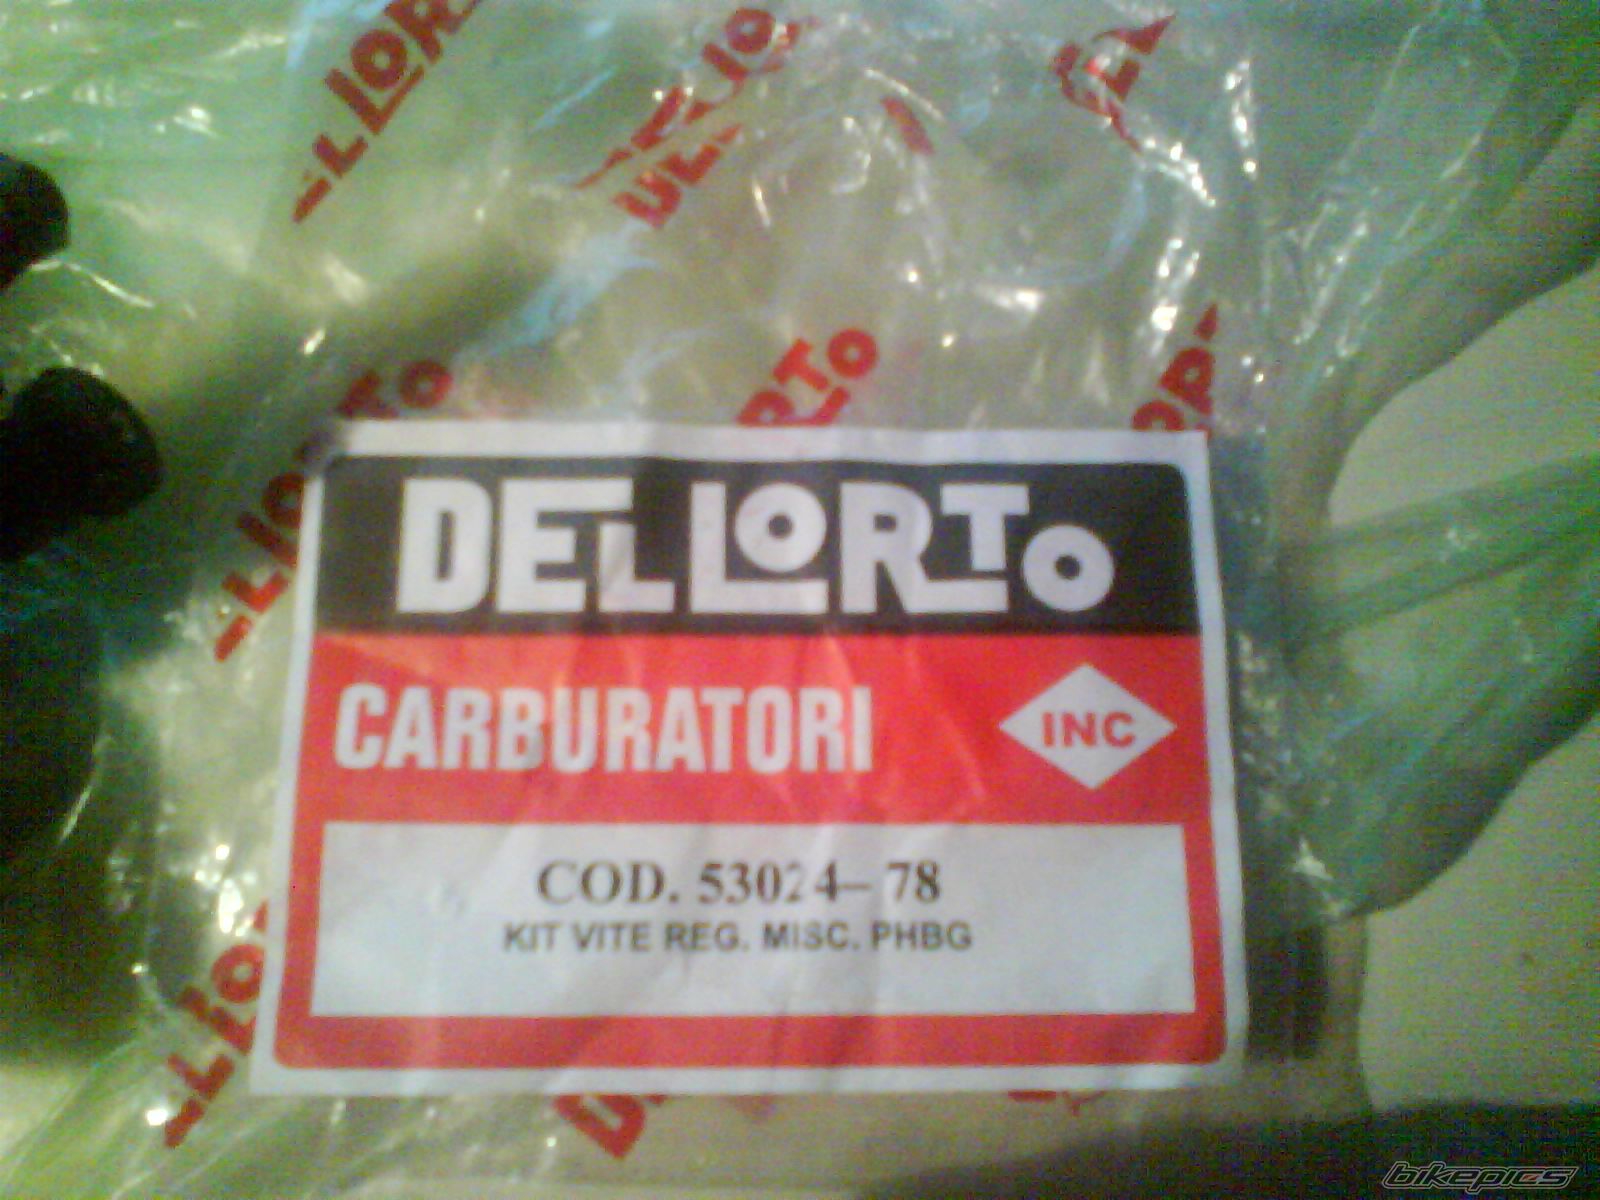 DELLORTO
CARBURATORI
INC
COD. 53024-78
KIT VITE REG. MISC. PHBG
bikepics